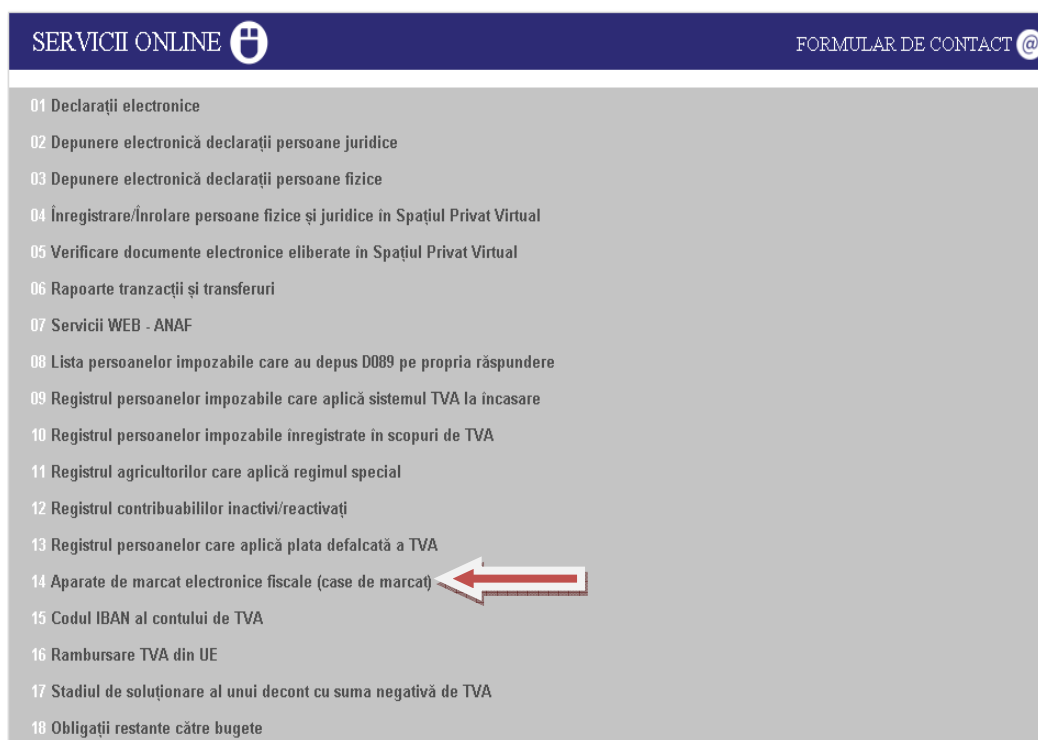 SERVICII ONLINE
FORMULAR DE CONTACT @
01 Declarații electronice
02 Depunere electronică declarații persoane juridice
03 Depunere electronică declarații persoane fizice
04 Înregistrare/Înrolare persoane fizice și juridice în Spațiul Privat Virtual
05 Verificare documente electronice eliberate în Spațiul Privat Virtual
06 Rapoarte tranzacții și transferuri
07 Servicii WEB - ANAF
08 Lista persoanelor impozabile care au depus D089 pe propria răspundere
09 Registrul persoanelor impozabile care aplică sistemul TVA la încasare
10 Registrul persoanelor impozabile înregistrate în scopuri de TVA
11 Registrul agricultorilor care aplică regimul special
12 Registrul contribuabililor inactivi/reactivați
13 Registrul persoanelor care aplică plata defalcată a TVA
14 Aparate de marcat electronice fiscale (case de marcat)
15 Codul IBAN al contului de TVA
16 Rambursare TVA din UE
17 Stadiul de soluționare al unui decont cu suma negativă de TVA
18 Obligații restante către bugete